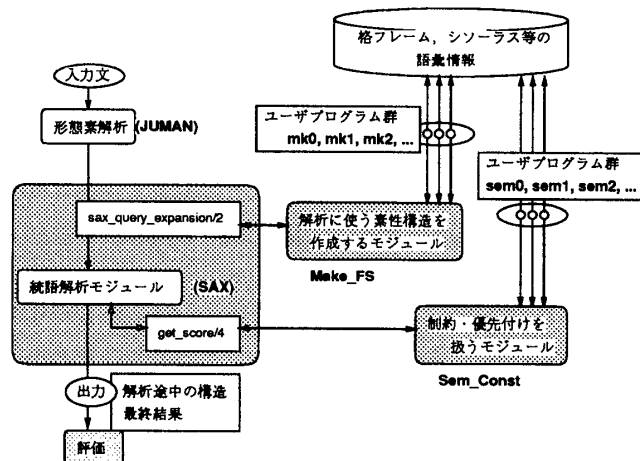 格フレーム，シソーラス等の
語彙情報
入力文
形態素解析 (JUMAN)
ユーザプログラム群
mk0, mk1, mk2, ...
ユーザプログラム群
sem0, sem1, sem2, ...
sax_query_expansion/2
解析に使う素性構造を
作成するモジュール
Make_FS
統語解析モジュール (SAX)
get_score/4
制約・優先付けを
扱うモジュール
Sem_Const
出力
解析途中の構造
最終結果
評価